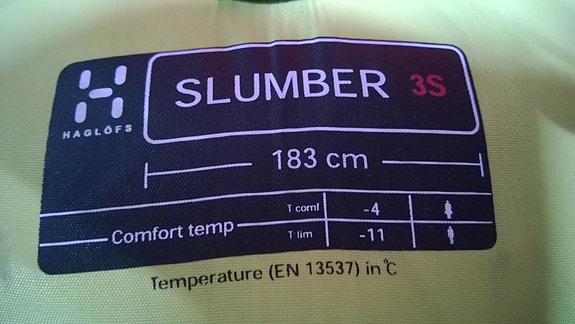 HAGLÖFS
SLUMBER 3S
183 cm
Comfort temp
T comf -4
T lim -11
Temperature (EN 13537) in °C